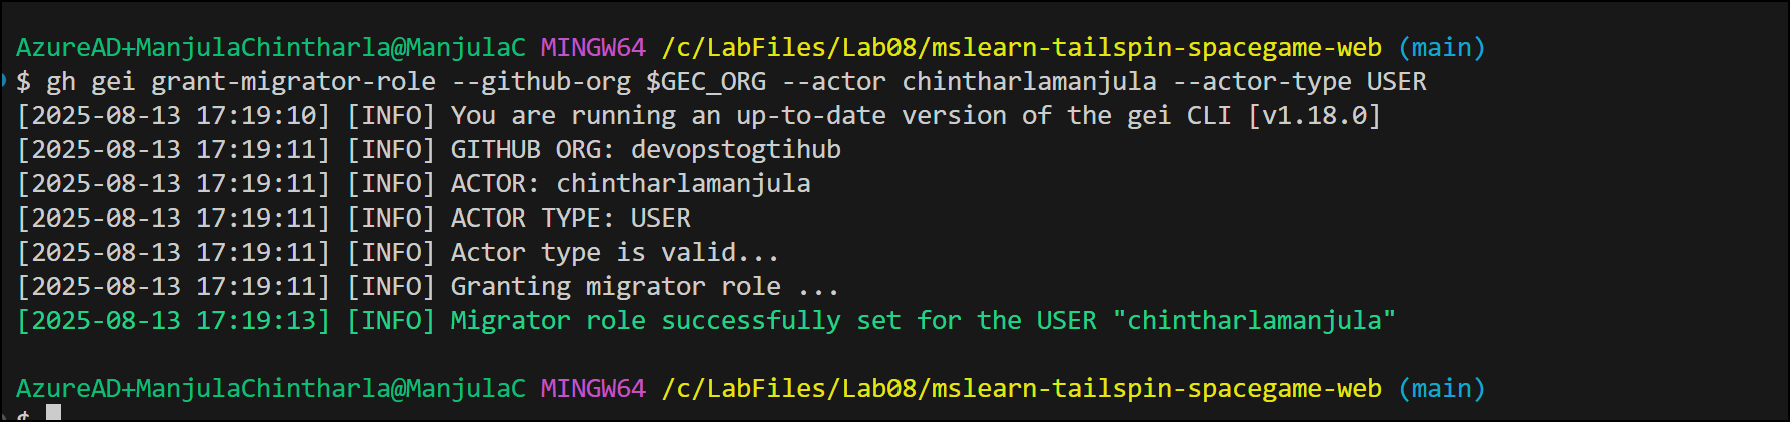 AzureAD+ManjulaChintharla@ManjulaC MINGW64 /c/LabFiles/Lab08/mslearn-tailspin-spacegame-web (main)
$ gh gei grant-migrator-role --github-org $GEC_ORG --actor chintharlamanjula --actor-type USER
[2025-08-13 17:19:10] [INFO] You are running an up-to-date version of the gei CLI [v1.18.0]
[2025-08-13 17:19:11] [INFO] GITHUB ORG: devopstogtihub
[2025-08-13 17:19:11] [INFO] ACTOR: chintharlamanjula
[2025-08-13 17:19:11] [INFO] ACTOR TYPE: USER
[2025-08-13 17:19:11] [INFO] Actor type is valid...
[2025-08-13 17:19:11] [INFO] Granting migrator role ...
[2025-08-13 17:19:13] [INFO] Migrator role successfully set for the USER "chintharlamanjula"
AzureAD+ManjulaChintharla@ManjulaC MINGW64 /c/LabFiles/Lab08/mslearn-tailspin-spacegame-web (main)
$